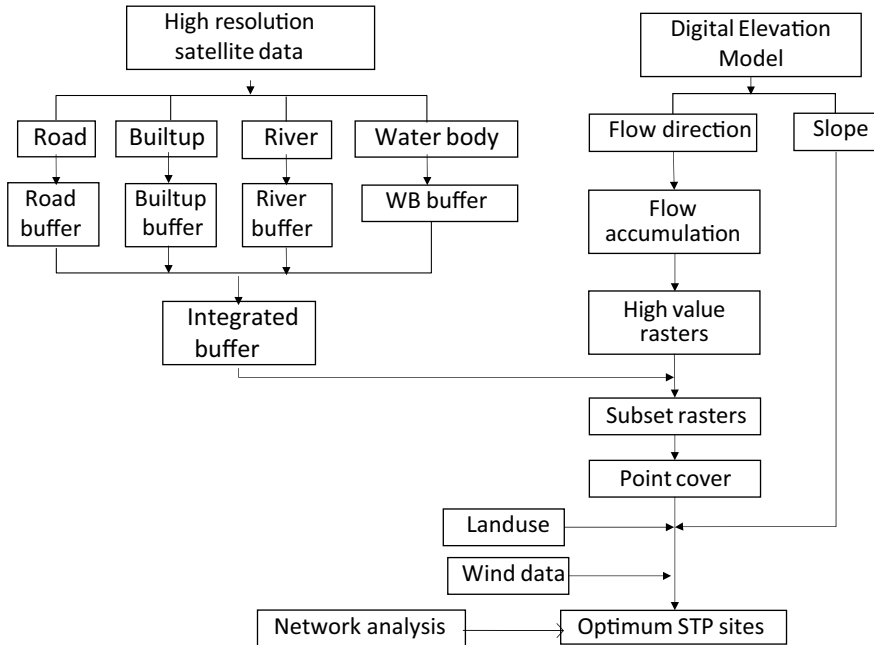 High resolution
satellite data
Digital Elevation
Model
Road
Builtup
River
Water body
Flow direction
Slope
Road
buffer
Builtup
buffer
River
buffer
WB buffer
Flow
accumulation
Integrated
buffer
High value
rasters
Subset rasters
Point cover
Landuse
Wind data
Network analysis
Optimum STP sites